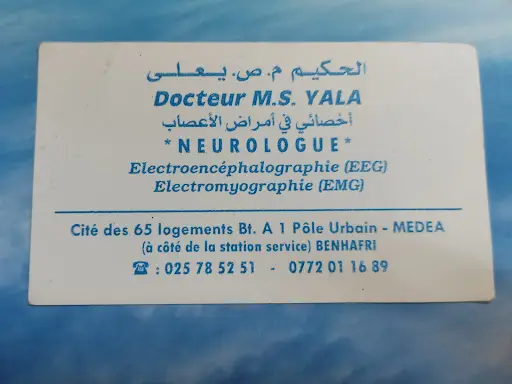 الحكيم م. ص. يعلى
Docteur M.S. YALA
أخصائي في أمراض الأعصاب
*NEUROLOGUE*
Electroencéphalographie (EEG)
Electromyographie (EMG)
Cité des 65 logements Bt. A 1 Pôle Urbain - MEDEA
(à côté de la station service) BENHAFRI
☎ : 025 78 52 51 - 0772 01 16 89